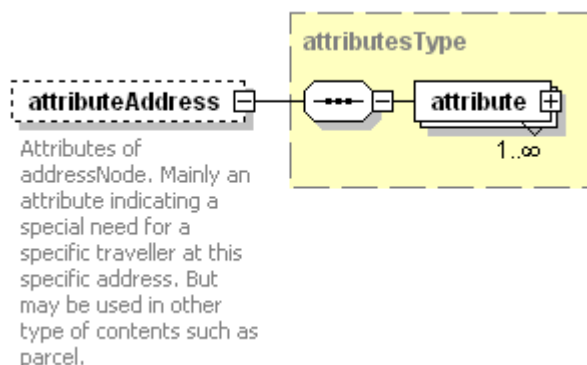 attributesType
attributeAddress
attribute
1..∞
Attributes of
addressNode. Mainly an
attribute indicating a
special need for a
specific traveller at this
specific address. But
may be used in other
type of contents such as
parcel.